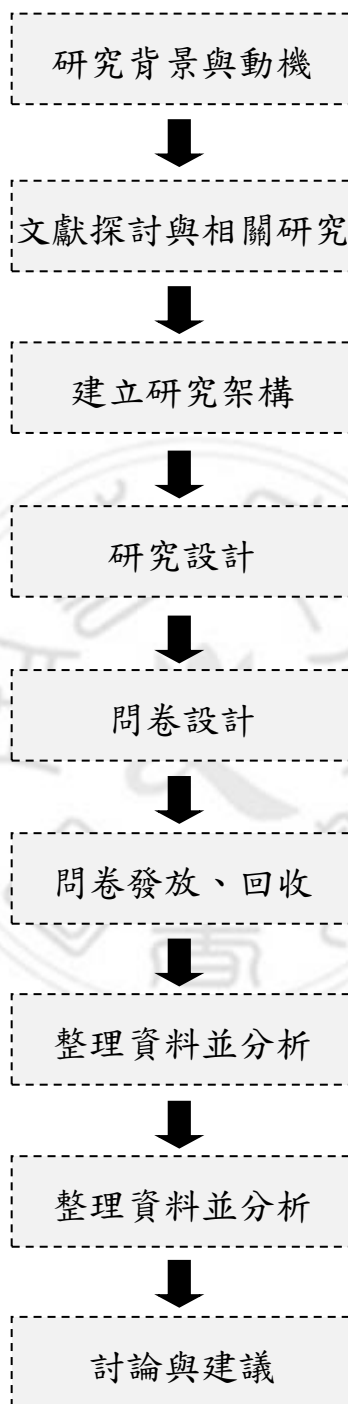 研究背景與動機
文獻探討與相關研究
建立研究架構
研究設計
問卷設計
問卷發放、回收
整理資料並分析
整理資料並分析
討論與建議